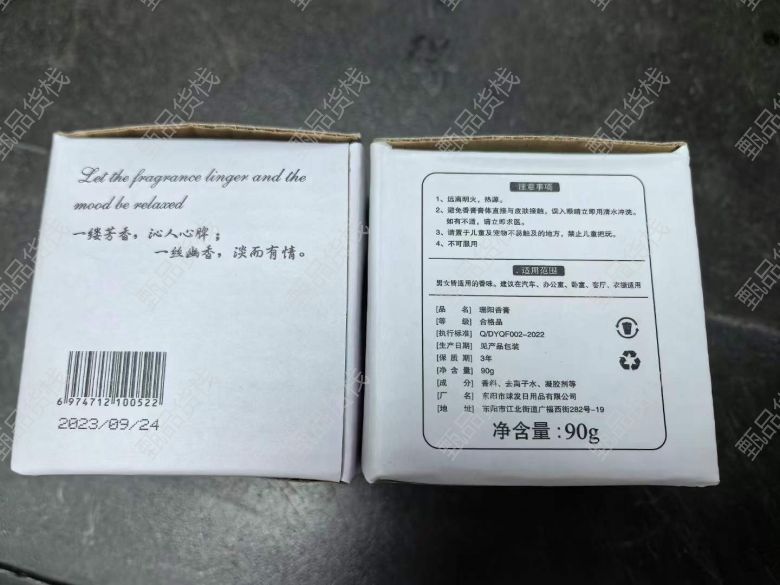 Let the fragrance linger and the
mood be relaxed
一缕芳香，沁人心脾；
一丝幽香，淡而有情。
6 974712 100522
2023/09/24
注意事项
1、远离明火，热源。
2、避免香膏膏体直接与皮肤接触，误入眼睛立即用清水冲洗。
如有不适，请立即求医。
3、请置于儿童及宠物不易触及的地方，禁止儿童把玩。
4、不可服用
适用范围
男女皆适用的香味。建议在汽车、办公室、卧室、客厅、衣橱适用
[品 名] 珊阳香膏
[等 级] 合格品
[执行标准] Q/DYQF002-2022
[生产日期] 见产品包装
[保 质 期] 3年
[净 含 量] 90g
[成 分] 香料、去离子水、凝胶剂等
[厂 名] 东阳市球发日用品有限公司
[地 址] 东阳市江北街道广福西街282号-19
净含量：90g
甄品货栈